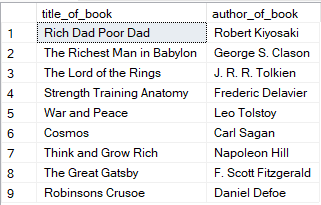 title_of_book author_of_book
1 Rich Dad Poor Dad Robert Kiyosaki
2 The Richest Man in Babylon George S. Clason
3 The Lord of the Rings J. R. R. Tolkien
4 Strength Training Anatomy Frederic Delavier
5 War and Peace Leo Tolstoy
6 Cosmos Carl Sagan
7 Think and Grow Rich Napoleon Hill
8 The Great Gatsby F. Scott Fitzgerald
9 Robinsons Crusoe Daniel Defoe